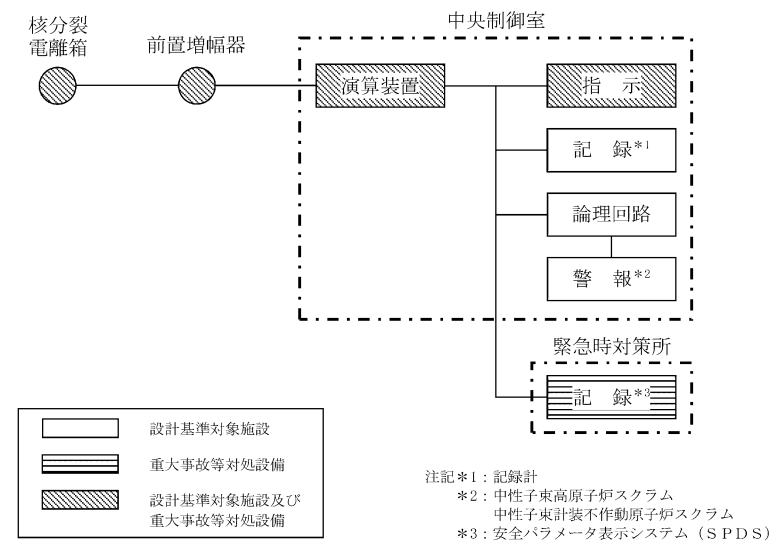 核分裂
電離箱
前置増幅器
中央制御室
演算装置
指　示
記　録*1
論理回路
警　報*2
緊急時対策所
記　録*3
設計基準対象施設
重大事故等対処設備
設計基準対象施設及び
重大事故等対処設備
注記*1：記録計
*2：中性子束高原子炉スクラム
中性子束計装不作動原子炉スクラム
*3：安全パラメータ表示システム（ＳＰＤＳ）